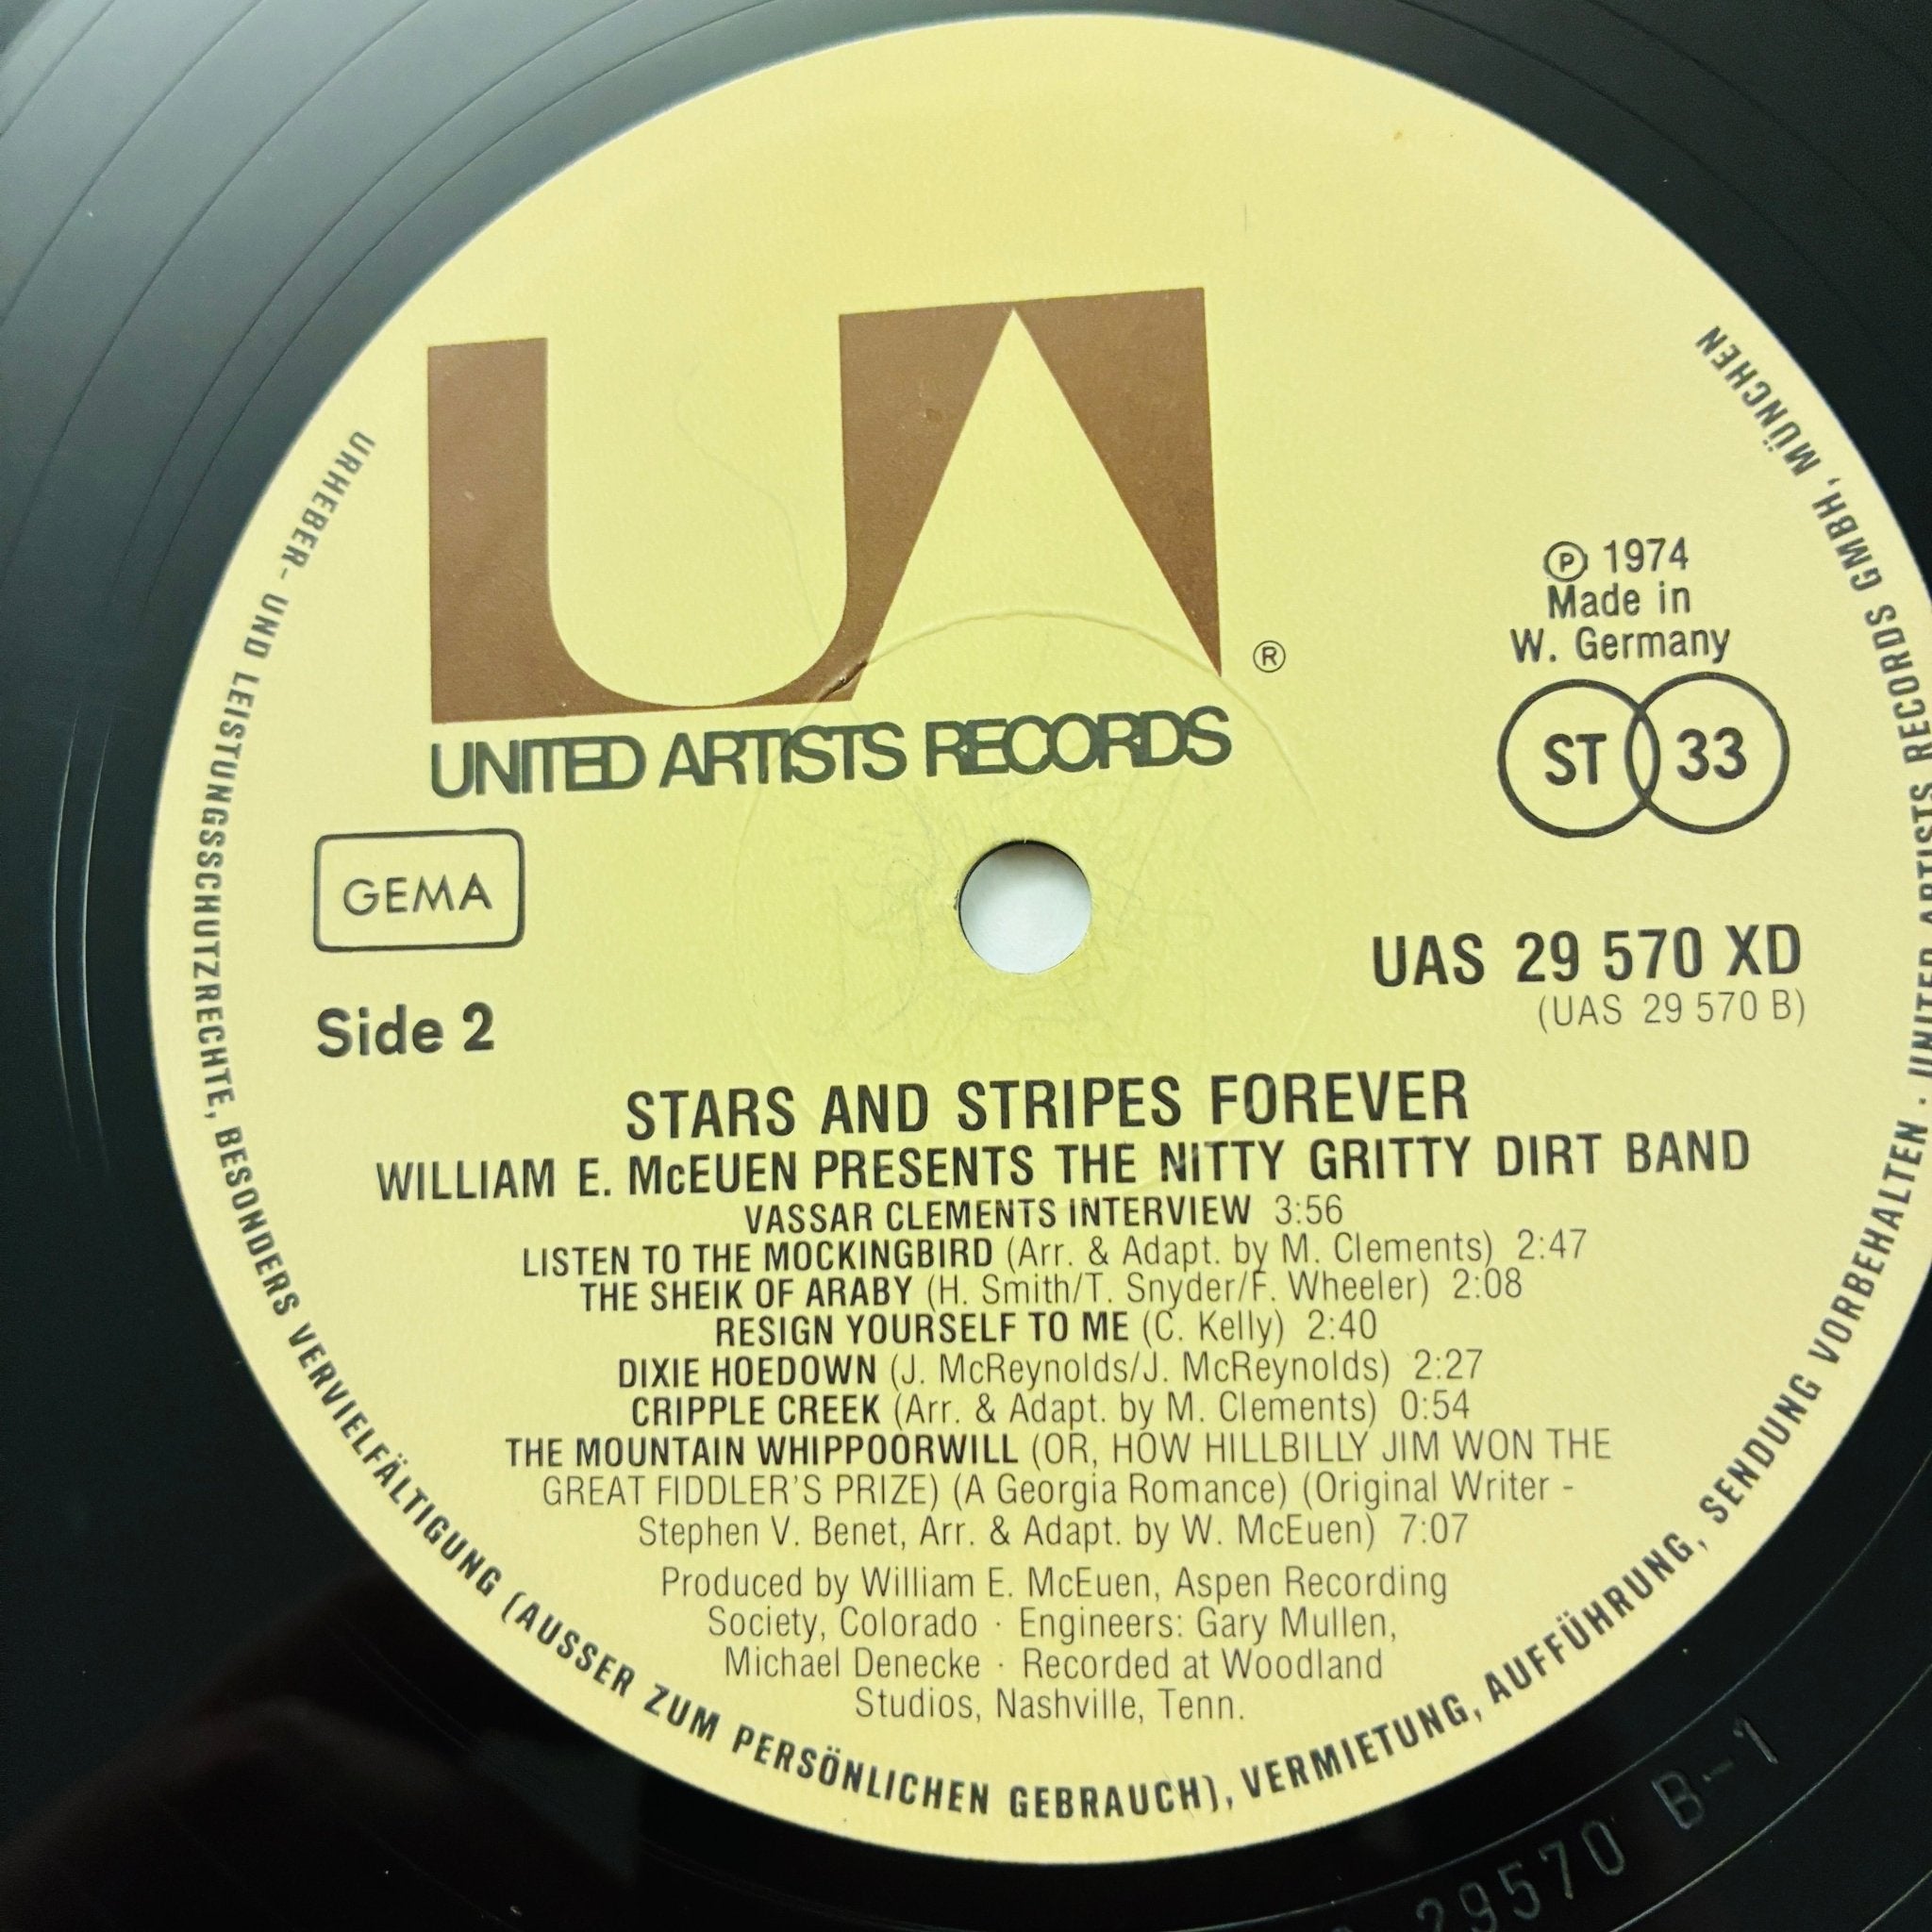 UA
®
UNITED ARTISTS RECORDS
Ⓟ 1974
Made in
W. Germany
ST 33
GEMA
Side 2
UAS 29 570 XD
(UAS 29 570 B)
STARS AND STRIPES FOREVER
WILLIAM E. McEUEN PRESENTS THE NITTY GRITTY DIRT BAND
VASSAR CLEMENTS INTERVIEW 3:56
LISTEN TO THE MOCKINGBIRD (Arr. & Adapt. by M. Clements) 2:47
THE SHEIK OF ARABY (H. Smith/T. Snyder/F. Wheeler) 2:08
RESIGN YOURSELF TO ME (C. Kelly) 2:40
DIXIE HOEDOWN (J. McReynolds/J. McReynolds) 2:27
CRIPPLE CREEK (Arr. & Adapt. by M. Clements) 0:54
THE MOUNTAIN WHIPPOORWILL (OR, HOW HILLBILLY JIM WON THE
GREAT FIDDLER'S PRIZE) (A Georgia Romance) (Original Writer -
Stephen V. Benet, Arr. & Adapt. by W. McEuen) 7:07
Produced by William E. McEuen, Aspen Recording
Society, Colorado · Engineers: Gary Mullen,
Michael Denecke · Recorded at Woodland
Studios, Nashville, Tenn.
URHEBER- UND LEISTUNGSSCHUTZRECHTE, BESONDERS VERVIELFÄLTIGUNG (AUSSER ZUM PERSÖNLICHEN GEBRAUCH), VERMIETUNG, AUFFÜHRUNG, SENDUNG VORBEHALTEN · UNITED ARTISTS RECORDS GMBH, MÜNCHEN
29570 B-1